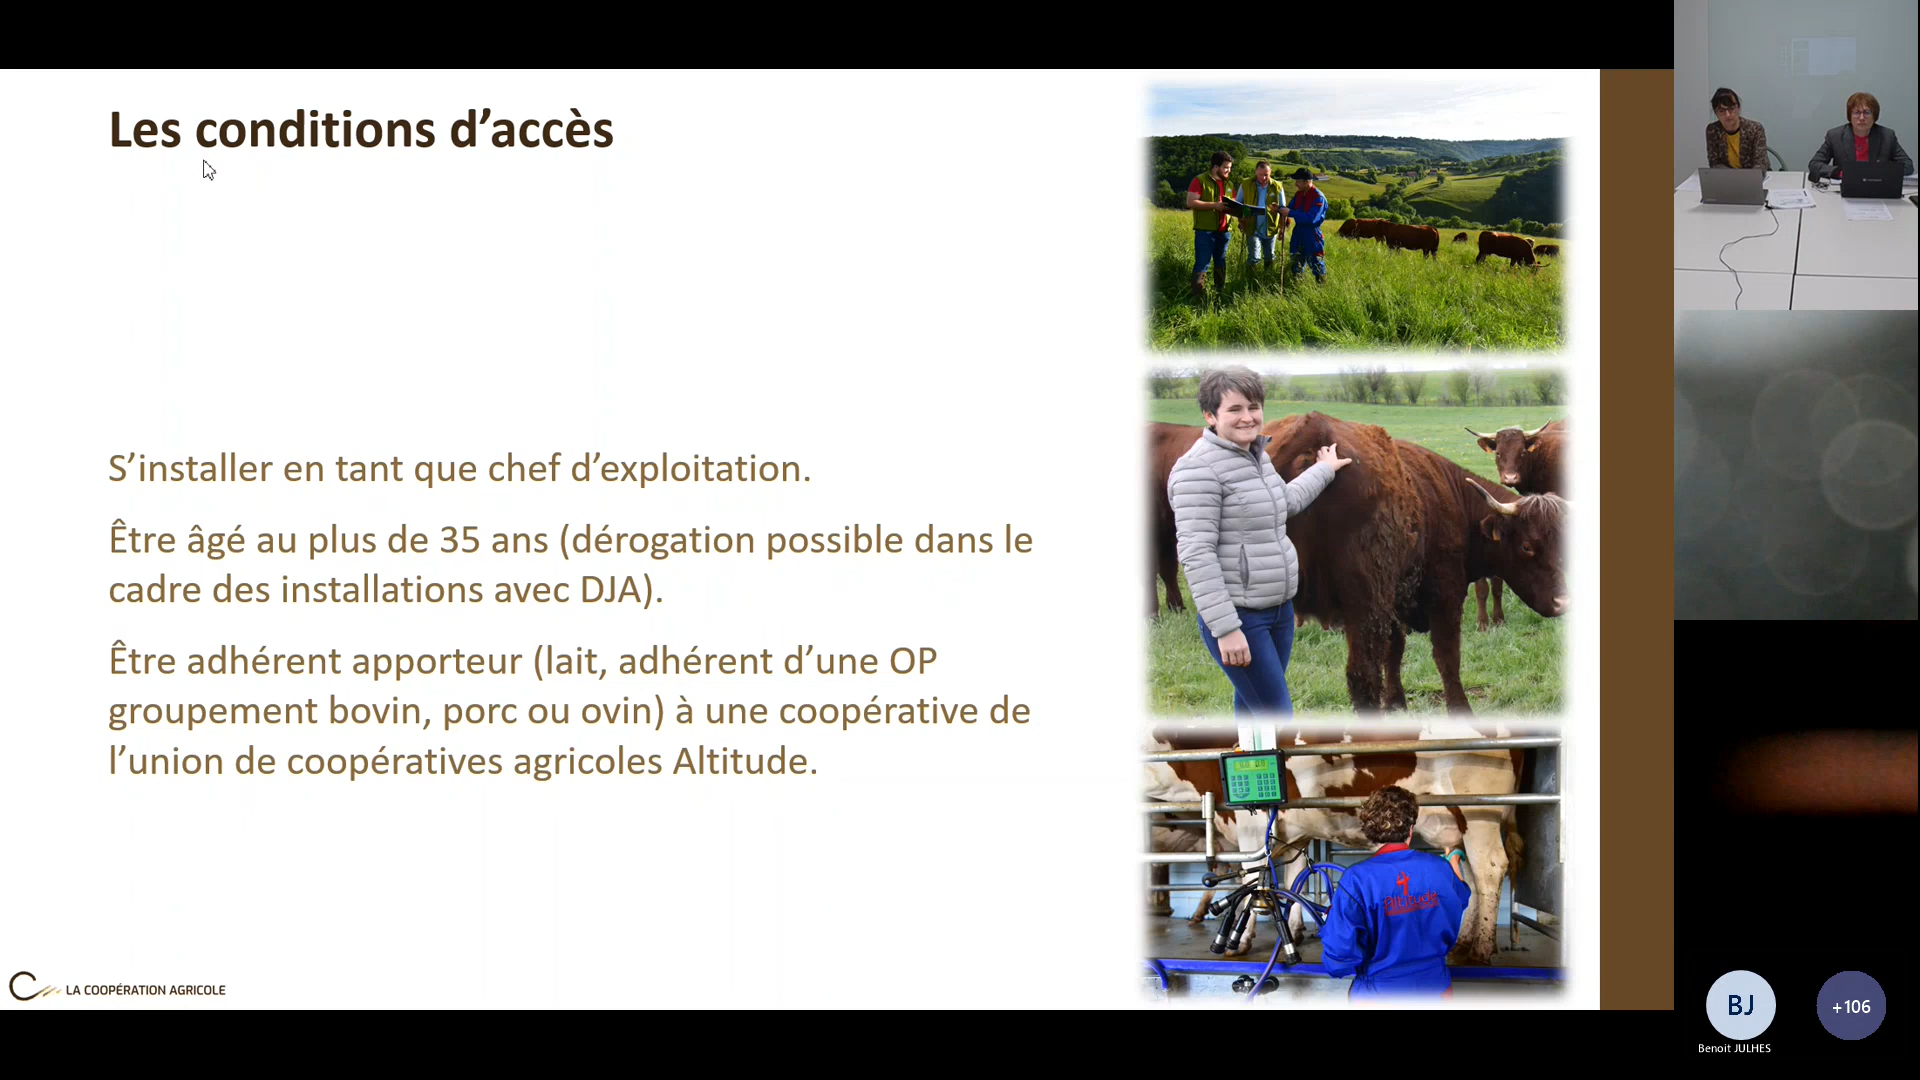 Les conditions d’accès
S’installer en tant que chef d’exploitation.
Être âgé au plus de 35 ans (dérogation possible dans le
cadre des installations avec DJA).
Être adhérent apporteur (lait, adhérent d’une OP
groupement bovin, porc ou ovin) à une coopérative de
l’union de coopératives agricoles Altitude.
Altitude
LA COOPÉRATION AGRICOLE
BJ
+106
Benoit JULHES